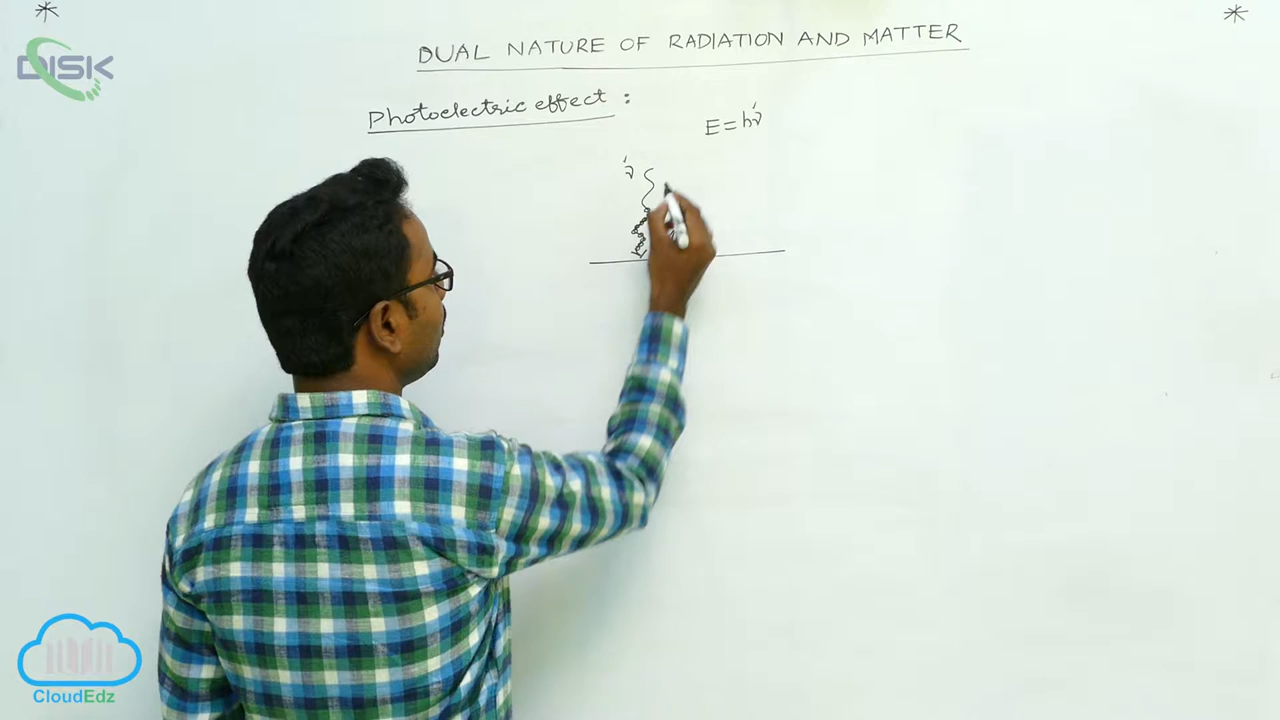 DISK
DUAL NATURE OF RADIATION AND MATTER
Photoelectric effect :
E = hν́
ν́
CloudEdz